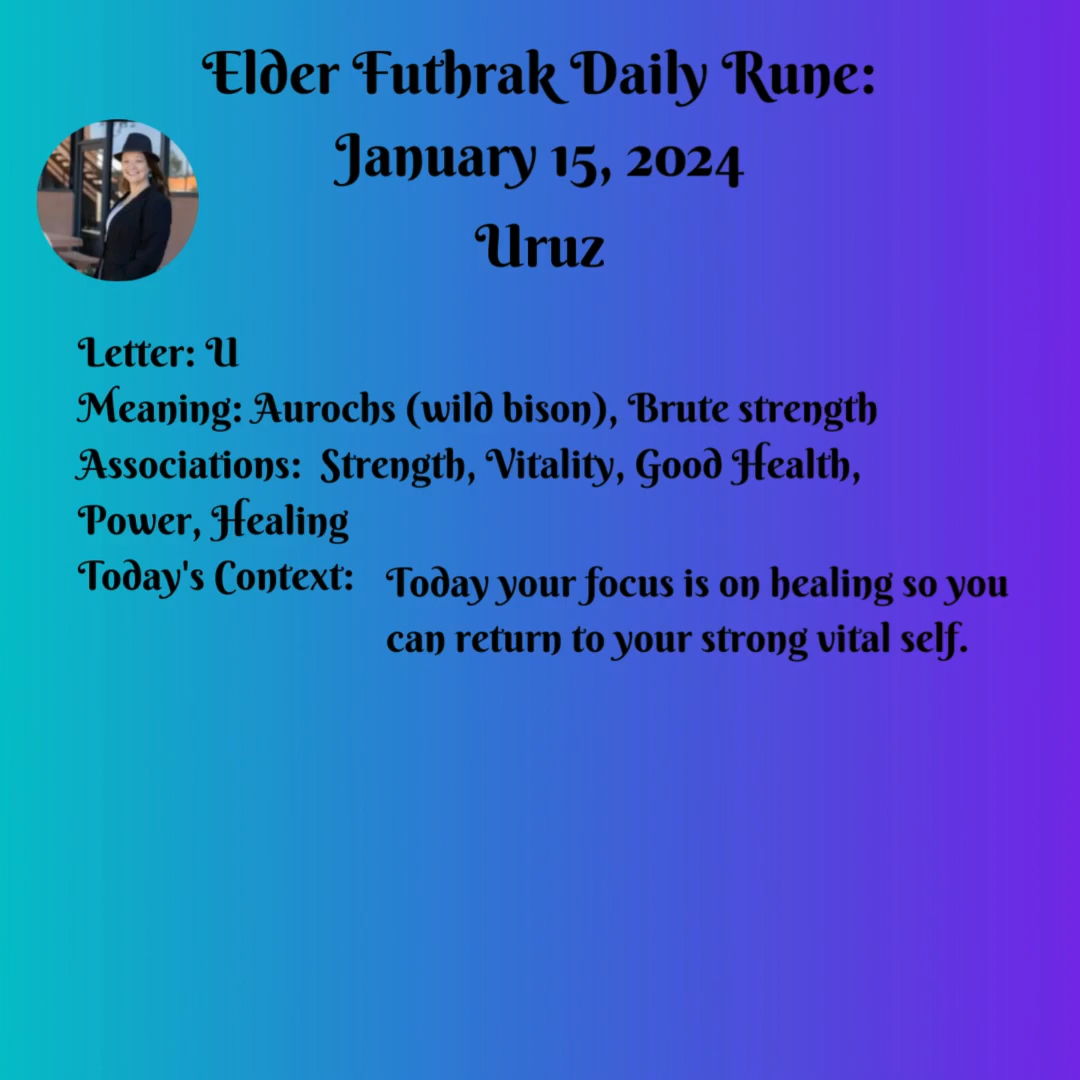 Elder Futhrak Daily Rune:
January 15, 2024
Uruz
Letter: U
Meaning: Aurochs (wild bison), Brute strength
Associations:  Strength, Vitality, Good Health,
Power, Healing
Today's Context: Today your focus is on healing so you
can return to your strong vital self.